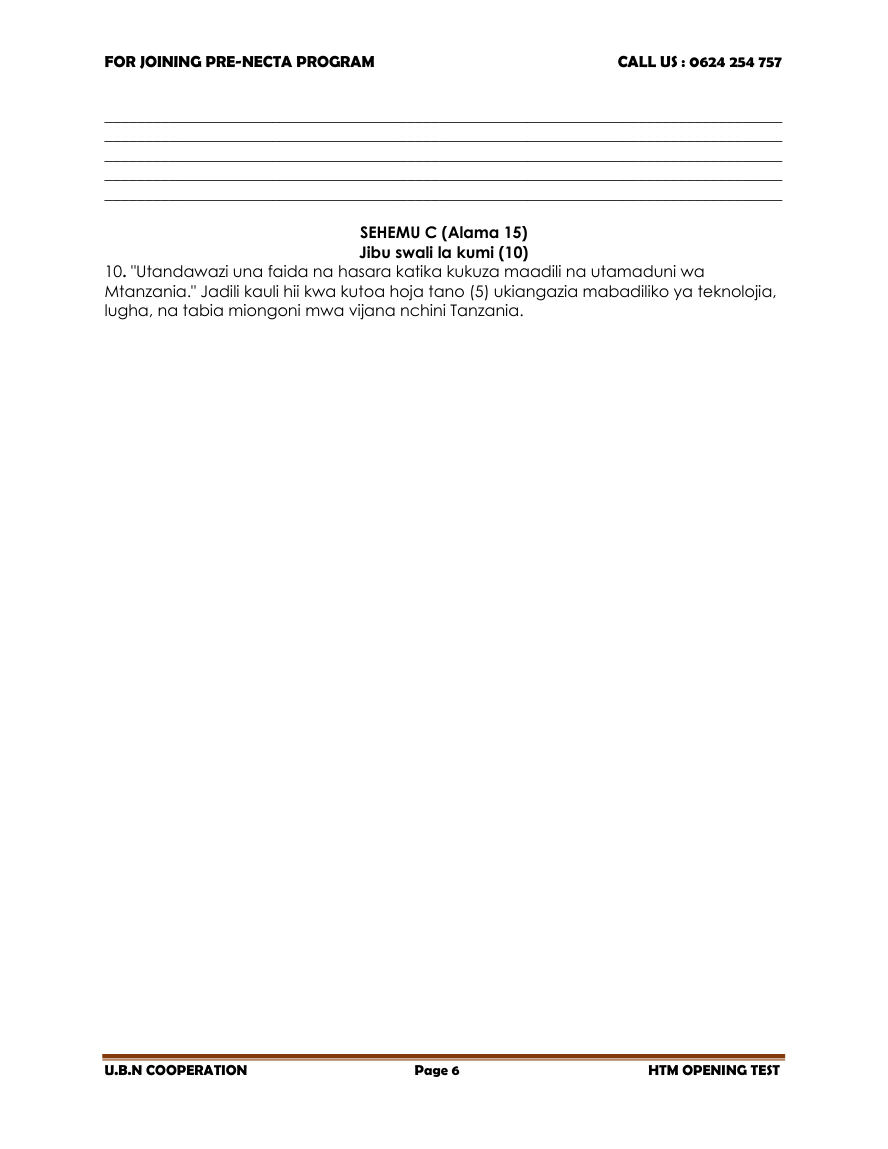 FOR JOINING PRE-NECTA PROGRAM CALL US : 0624 254 757
SEHEMU C (Alama 15)
Jibu swali la kumi (10)
10. "Utandawazi una faida na hasara katika kukuza maadili na utamaduni wa
Mtanzania." Jadili kauli hii kwa kutoa hoja tano (5) ukiangazia mabadiliko ya teknolojia,
lugha, na tabia miongoni mwa vijana nchini Tanzania.
U.B.N COOPERATION Page 6 HTM OPENING TEST